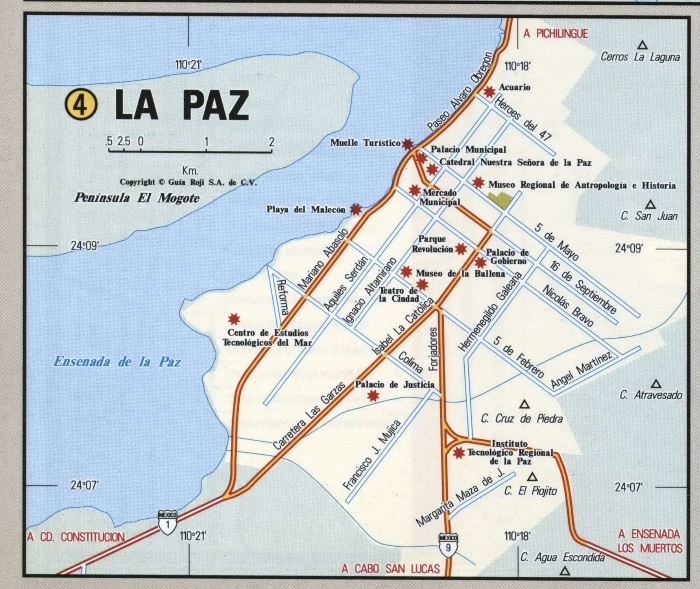 A PICHILINGUE
110°21'
110°18'
Cerros La Laguna
4 LA PAZ
.5 2.5 0 1 2
Km.
Copyright © Guía Roji S.A. de C.V.
Península El Mogote
Paseo Alvaro Obregón
Acuario
Heroes del 47
Muelle Turístico
Palacio Municipal
Catedral Nuestra Señora de la Paz
Museo Regional de Antropología e Historia
Mercado
Municipal
Playa del Malecón
C. San Juan
24°09'
24°09'
Mariano Abasolo
Aquiles Serdán
Ignacio Altamirano
Parque
Revolución
Palacio de
Gobierno
5 de Mayo
16 de Septiembre
Nicolás Bravo
Museo de la Ballena
Teatro de
la Ciudad
Reforma
Isabel La Católica
Hermenegildo Galeana
Centro de Estudios
Tecnológicos del Mar
Forjadores
Colima
5 de Febrero
Angel Martínez
Ensenada de la Paz
Palacio de Justicia
Carretera Las Garzas
C. Atravesado
C. Cruz de Piedra
Francisco J. Mujica
Instituto
Tecnológico Regional
de la Paz
24°07'
24°07'
C. El Piojito
Margarita Maza de J.
A CD. CONSTITUCION
MEXICO
1
110°21'
MEXICO
9
110°18'
A ENSENADA
LOS MUERTOS
C. Agua Escondida
A CABO SAN LUCAS